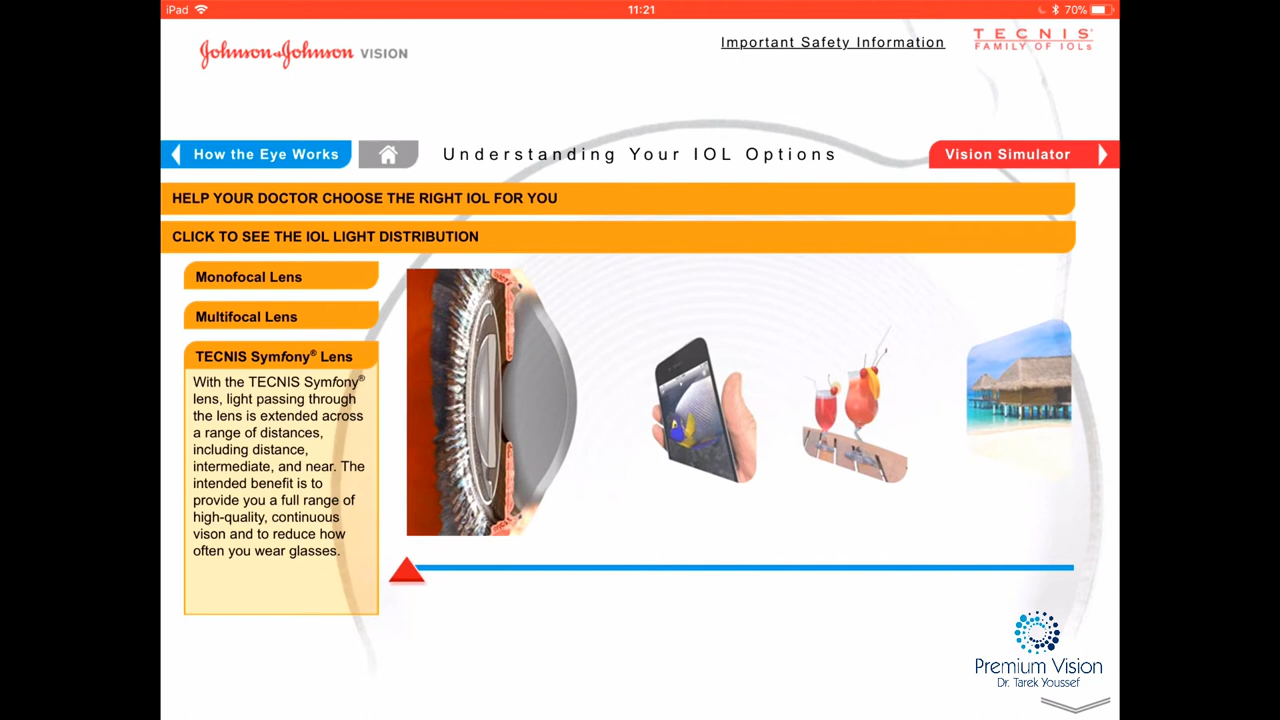 iPad
11:21
70%
Johnson & Johnson VISION
Important Safety Information
TECNIS®
FAMILY OF IOLs
How the Eye Works
Understanding Your IOL Options
Vision Simulator
HELP YOUR DOCTOR CHOOSE THE RIGHT IOL FOR YOU
CLICK TO SEE THE IOL LIGHT DISTRIBUTION
Monofocal Lens
Multifocal Lens
TECNIS Symfony® Lens
With the TECNIS Symfony®
lens, light passing through
the lens is extended across
a range of distances,
including distance,
intermediate, and near. The
intended benefit is to
provide you a full range of
high-quality, continuous
vison and to reduce how
often you wear glasses.
Premium Vision
Dr. Tarek Youssef